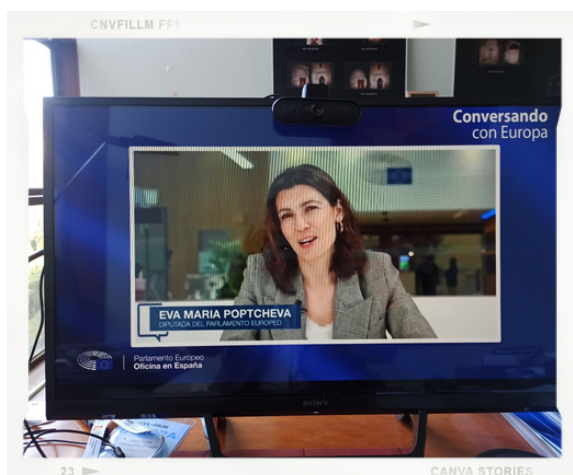 CNVFILLM FF1
Conversando
con Europa
EVA MARIA POPTCHEVA
DIPUTADA DEL PARLAMENTO EUROPEO
Parlamento Europeo
Oficina en España
SONY
23
CANVA STORIES